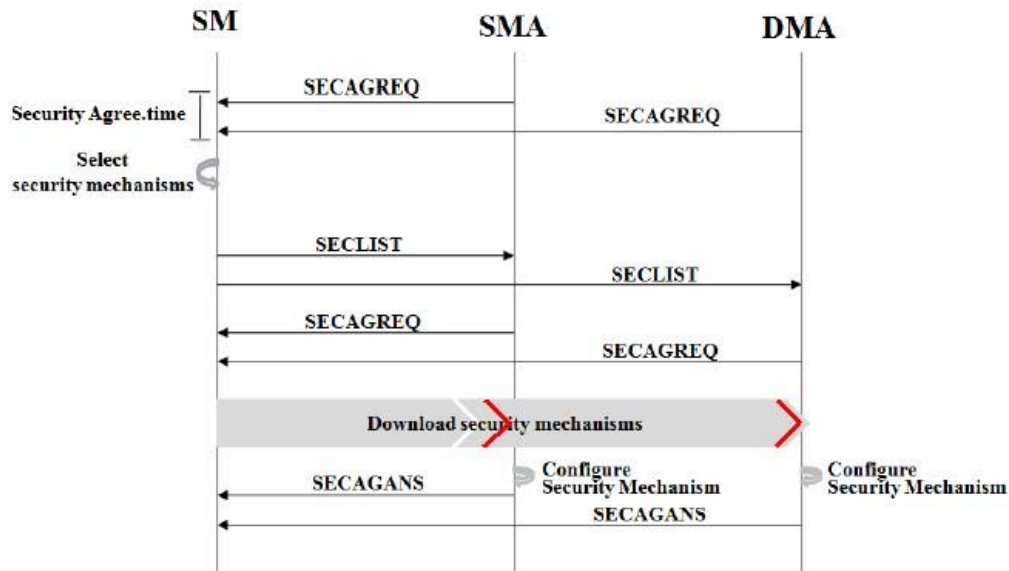 SM
SMA
DMA
SECAGREQ
Security Agree.time
SECAGREQ
Select
security mechanisms
SECLIST
SECLIST
SECAGREQ
SECAGREQ
Download security mechanisms
Configure
Security Mechanism
Configure
Security Mechanism
SECAGANS
SECAGANS